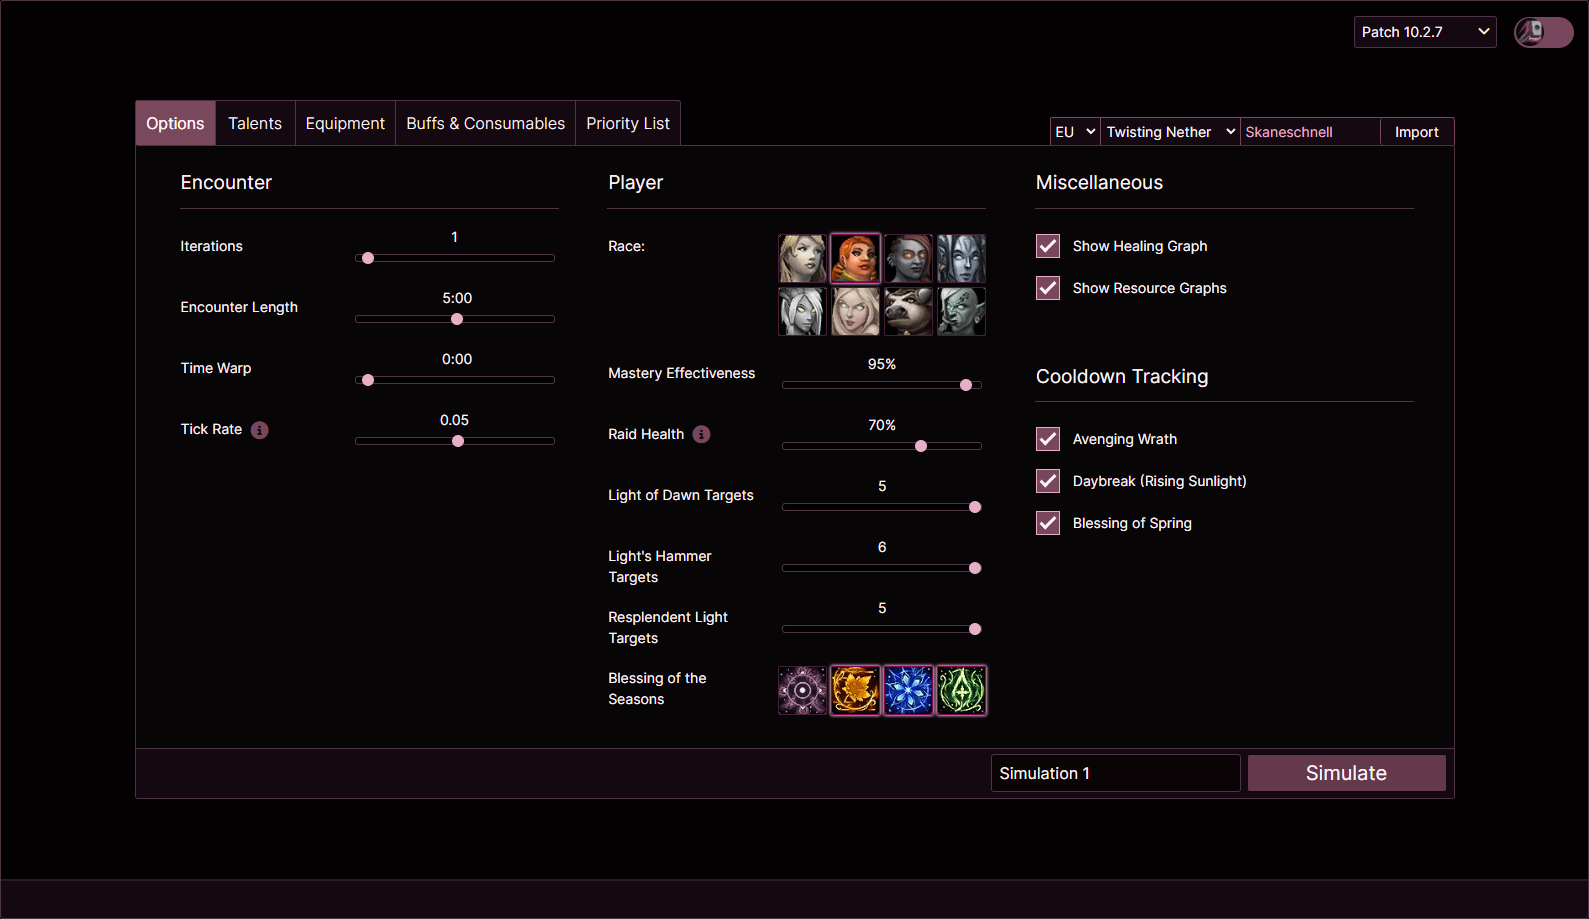 Patch 10.2.7
Options
Talents
Equipment
Buffs & Consumables
Priority List
EU
Twisting Nether
Skaneschnell
Import
Encounter
Iterations
1
Encounter Length
5:00
Time Warp
0:00
Tick Rate
0.05
Player
Race:
Mastery Effectiveness
95%
Raid Health
70%
Light of Dawn Targets
5
Light's Hammer
Targets
6
Resplendent Light
Targets
5
Blessing of the
Seasons
Miscellaneous
Show Healing Graph
Show Resource Graphs
Cooldown Tracking
Avenging Wrath
Daybreak (Rising Sunlight)
Blessing of Spring
Simulation 1
Simulate